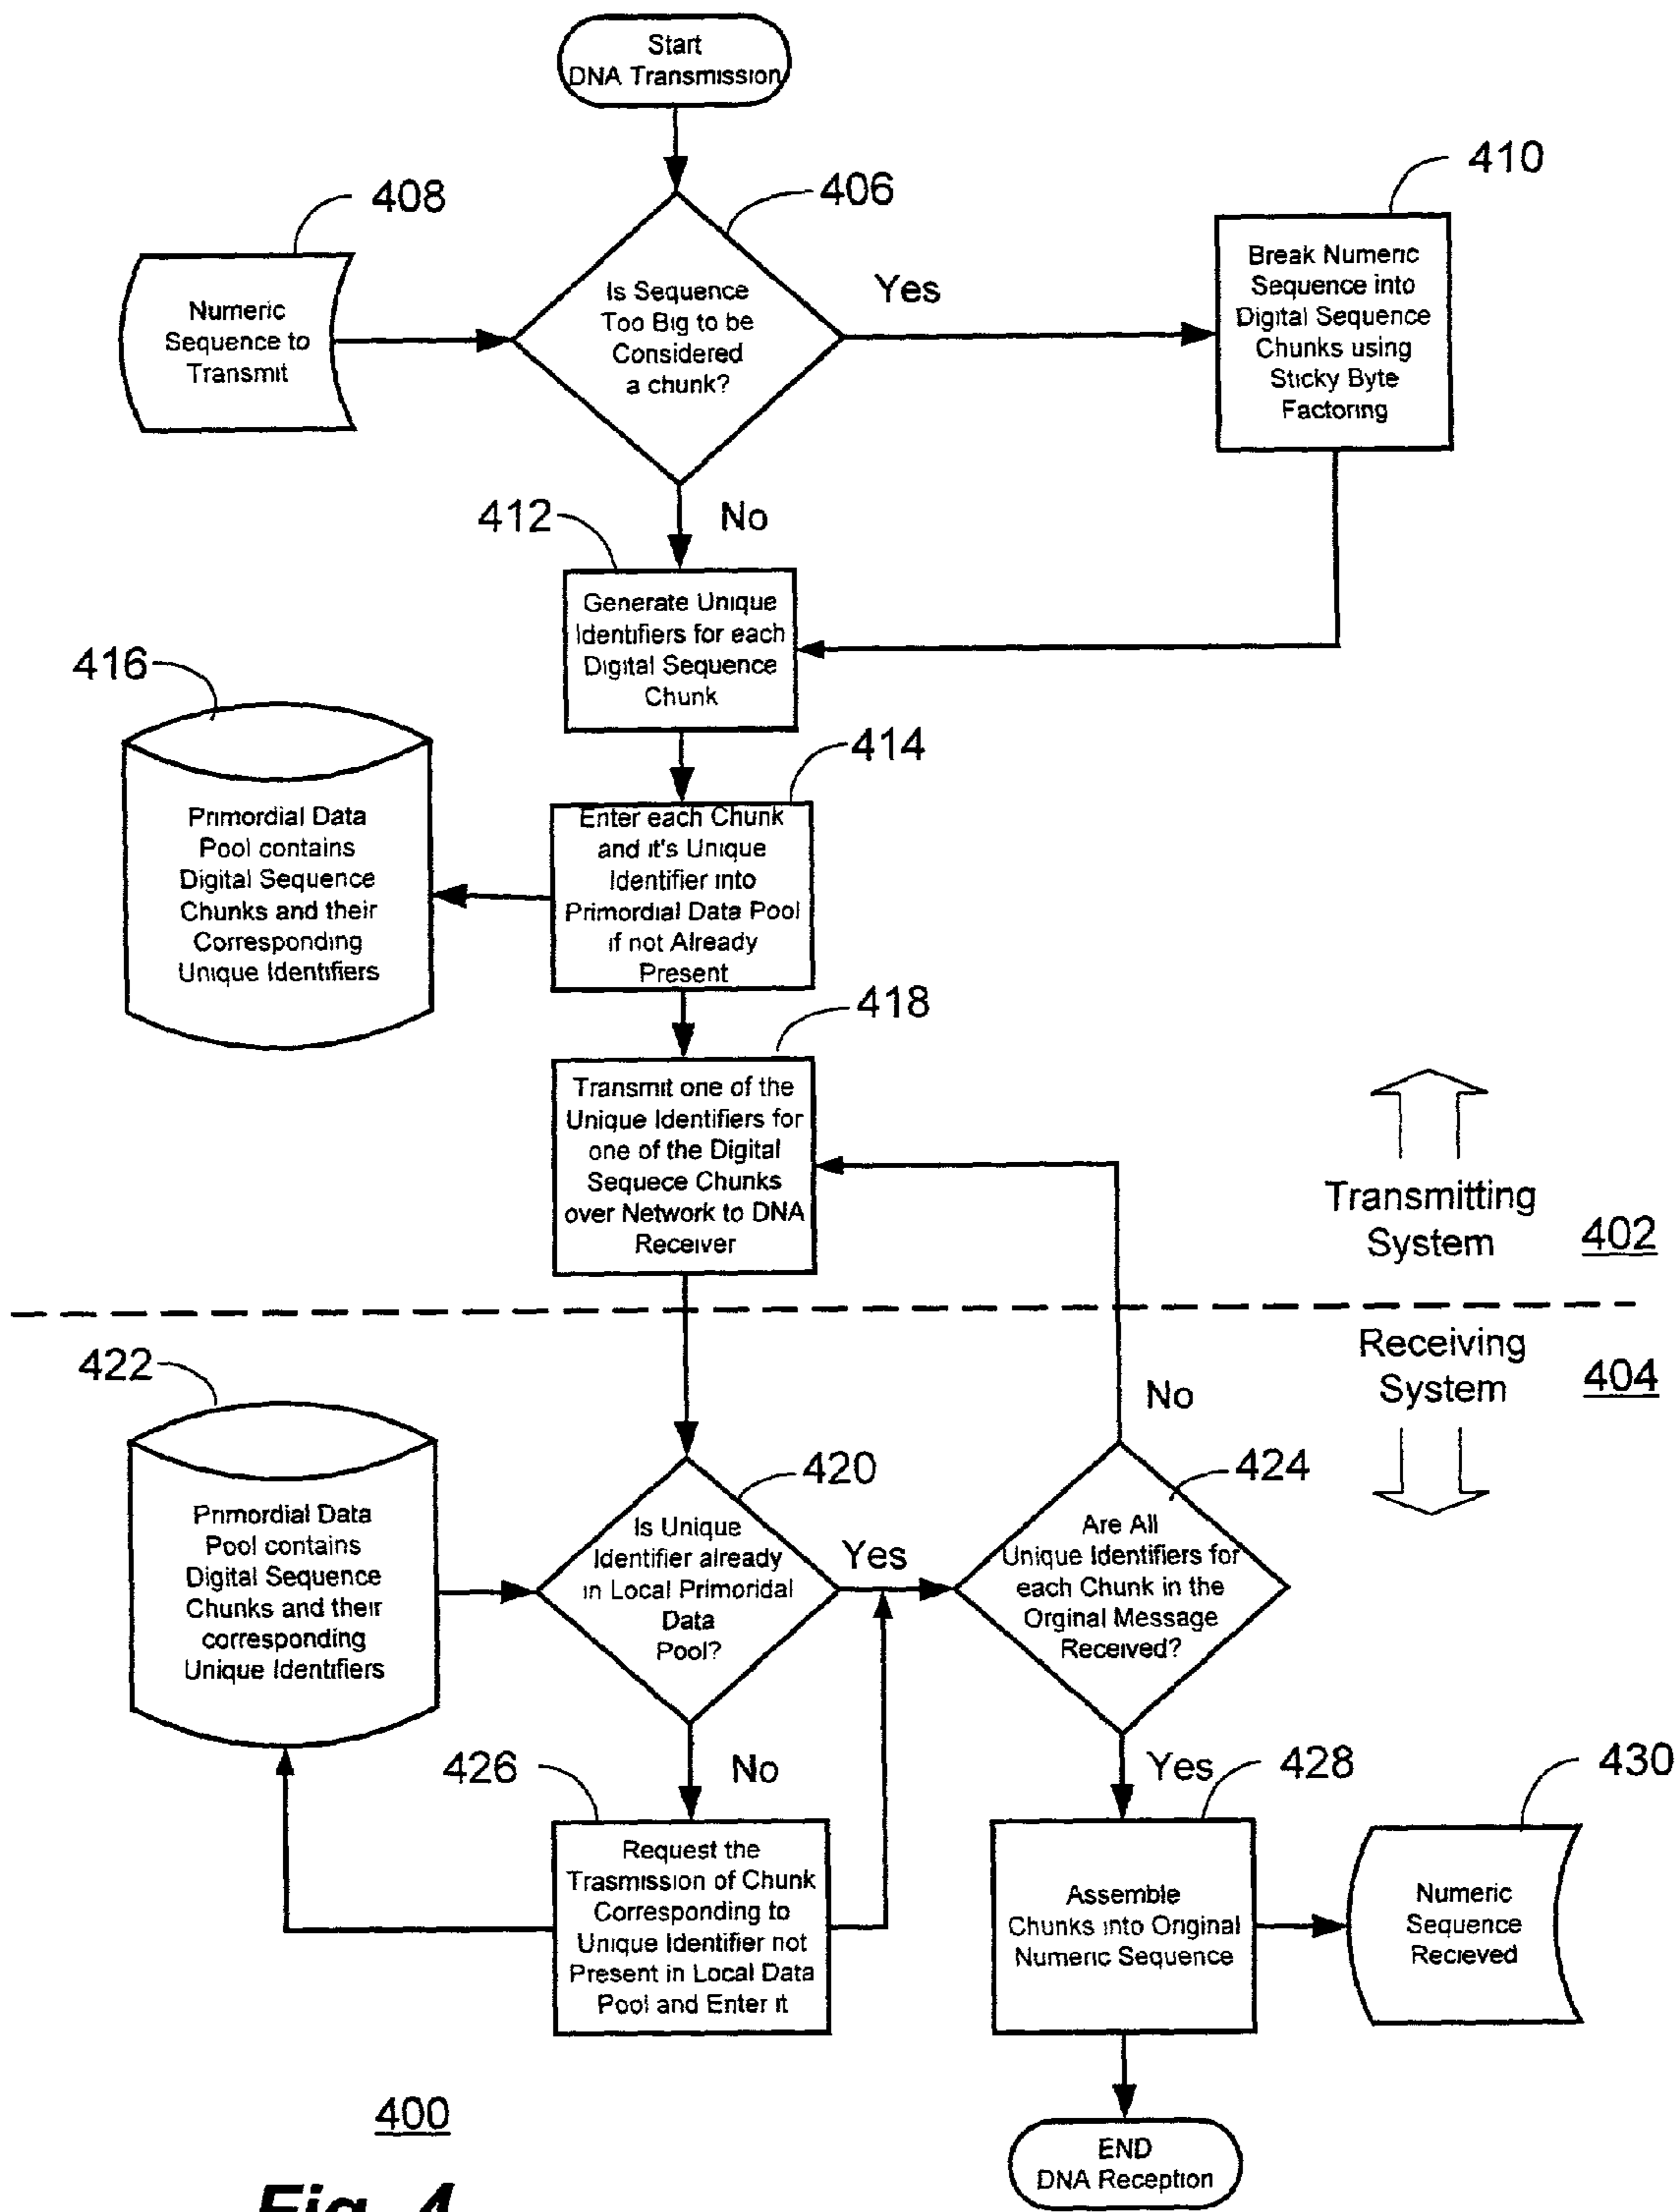 Start
DNA Transmission
410
408
406
Numeric
Sequence to
Transmit
Is Sequence
Too Big to be
Considered
a chunk?
Yes
Break Numeric
Sequence into
Digital Sequence
Chunks using
Sticky Byte
Factoring
No
412
Generate Unique
Identifiers for each
Digital Sequence
Chunk
416
414
Primordial Data
Pool contains
Digital Sequence
Chunks and their
Corresponding
Unique Identifiers
Enter each Chunk
and it's Unique
Identifier into
Primordial Data Pool
if not Already
Present
418
Transmit one of the
Unique Identifiers for
one of the Digital
Sequece Chunks
over Network to DNA
Receiver
Transmitting
System
402
Receiving
System
404
422
No
420
424
Primordial Data
Pool contains
Digital Sequence
Chunks and their
corresponding
Unique Identifiers
Is Unique
Identifier already
in Local Primoridal
Data
Pool?
Yes
Are All
Unique Identifiers for
each Chunk in the
Orginal Message
Received?
426
No
Yes
428
430
Request the
Trasmission of Chunk
Corresponding to
Unique Identifier not
Present in Local Data
Pool and Enter it
Assemble
Chunks into Original
Numeric Sequence
Numeric
Sequence
Recieved
400
END
DNA Reception
Fig. 4